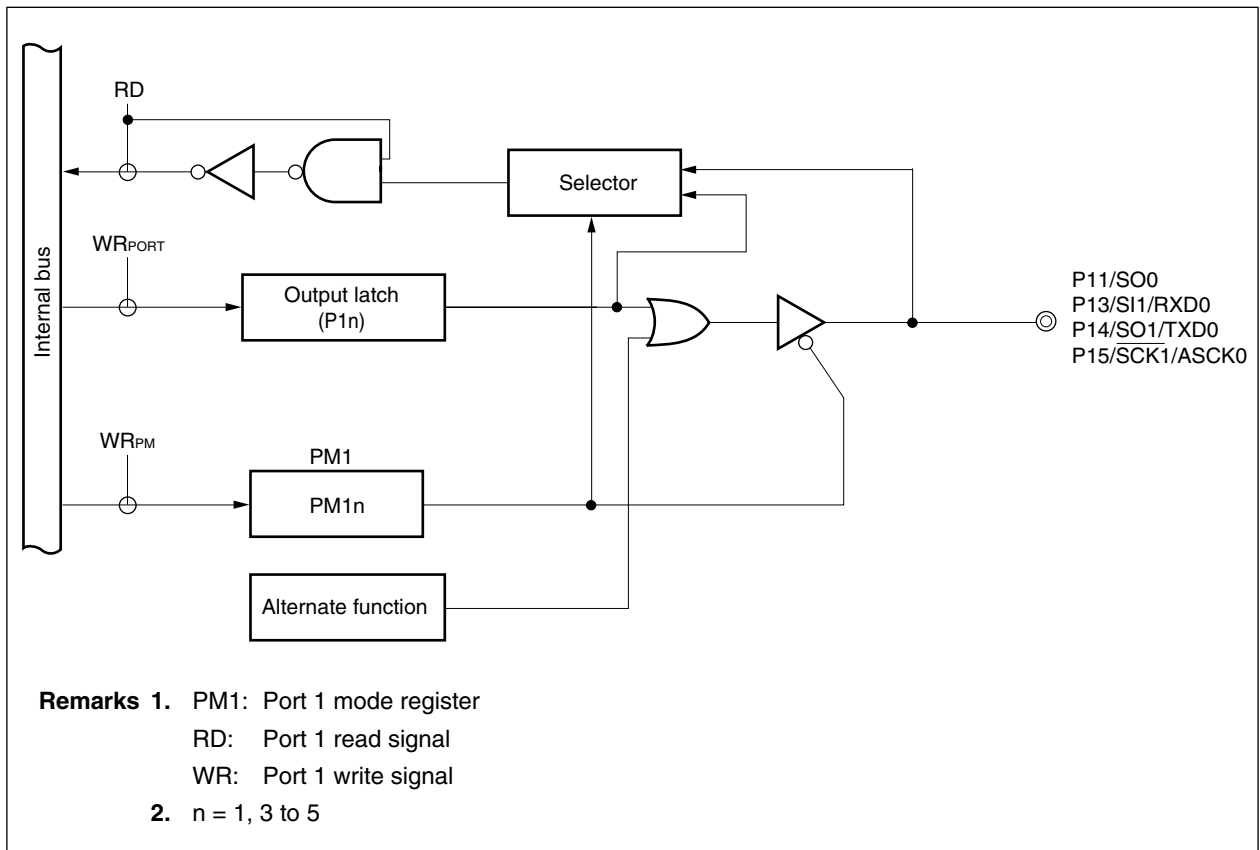 RD
Selector
WRPORT
Internal bus
Output latch
(P1n)
P11/SO0
P13/SI1/RXD0
P14/SO1/TXD0
P15/S̅C̅K̅1̅/ASCK0
WRPM
PM1
PM1n
Alternate function
Remarks 1. PM1: Port 1 mode register
RD: Port 1 read signal
WR: Port 1 write signal
2. n = 1, 3 to 5